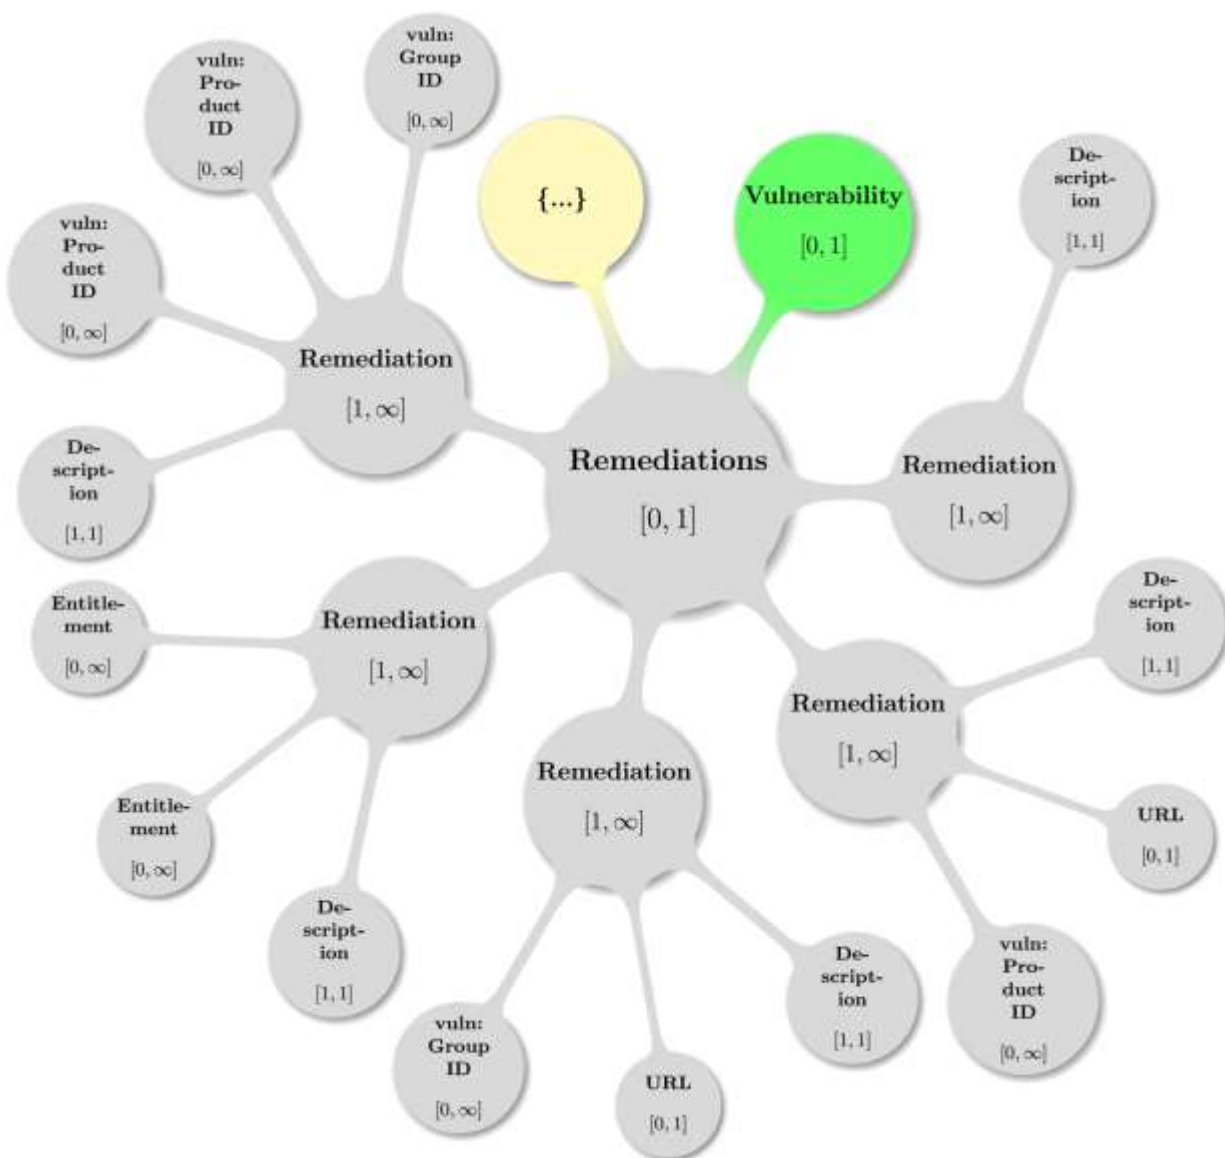 vuln:
Group
ID
[0, ∞]
vuln:
Pro-
duct
ID
[0, ∞]
{...}
Vulnerability
[0, 1]
De-
script-
ion
[1, 1]
vuln:
Pro-
duct
ID
[0, ∞]
Remediation
[1, ∞]
Remediations
[0, 1]
Remediation
[1, ∞]
De-
script-
ion
[1, 1]
Entitle-
ment
[0, ∞]
Remediation
[1, ∞]
De-
script-
ion
[1, 1]
Remediation
[1, ∞]
Remediation
[1, ∞]
Entitle-
ment
[0, ∞]
URL
[0, 1]
De-
script-
ion
[1, 1]
De-
script-
ion
[1, 1]
vuln:
Pro-
duct
ID
[0, ∞]
vuln:
Group
ID
[0, ∞]
URL
[0, 1]